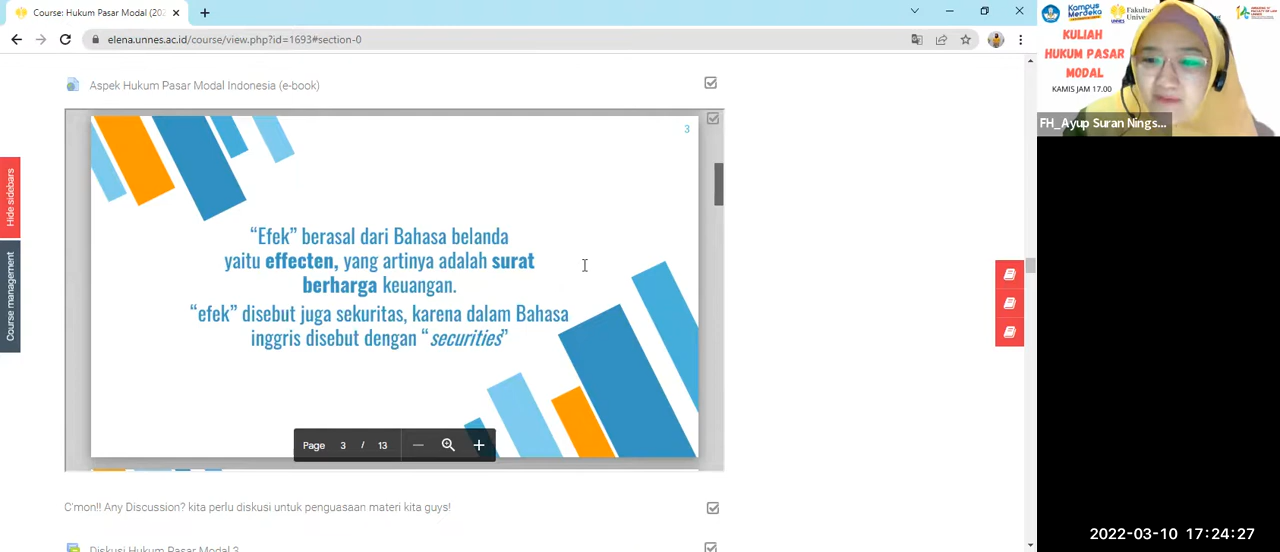 Course: Hukum Pasar Modal (202
elena.unnes.ac.id/course/view.php?id=1693#section-0
Aspek Hukum Pasar Modal Indonesia (e-book)
3
“Efek” berasal dari Bahasa belanda
yaitu effecten, yang artinya adalah surat
berharga keuangan.
“efek” disebut juga sekuritas, karena dalam Bahasa
inggris disebut dengan “securities”
Page 3 / 13
C'mon!! Any Discussion? kita perlu diskusi untuk penguasaan materi kita guys!
Diskusi Hukum Pasar Modal 3
Hide sidebars
Course management
Kampus
Merdeka
KULIAH
HUKUM PASAR
MODAL
KAMIS JAM 17.00
FH_Ayup Suran Nings...
2022-03-10 17:24:27